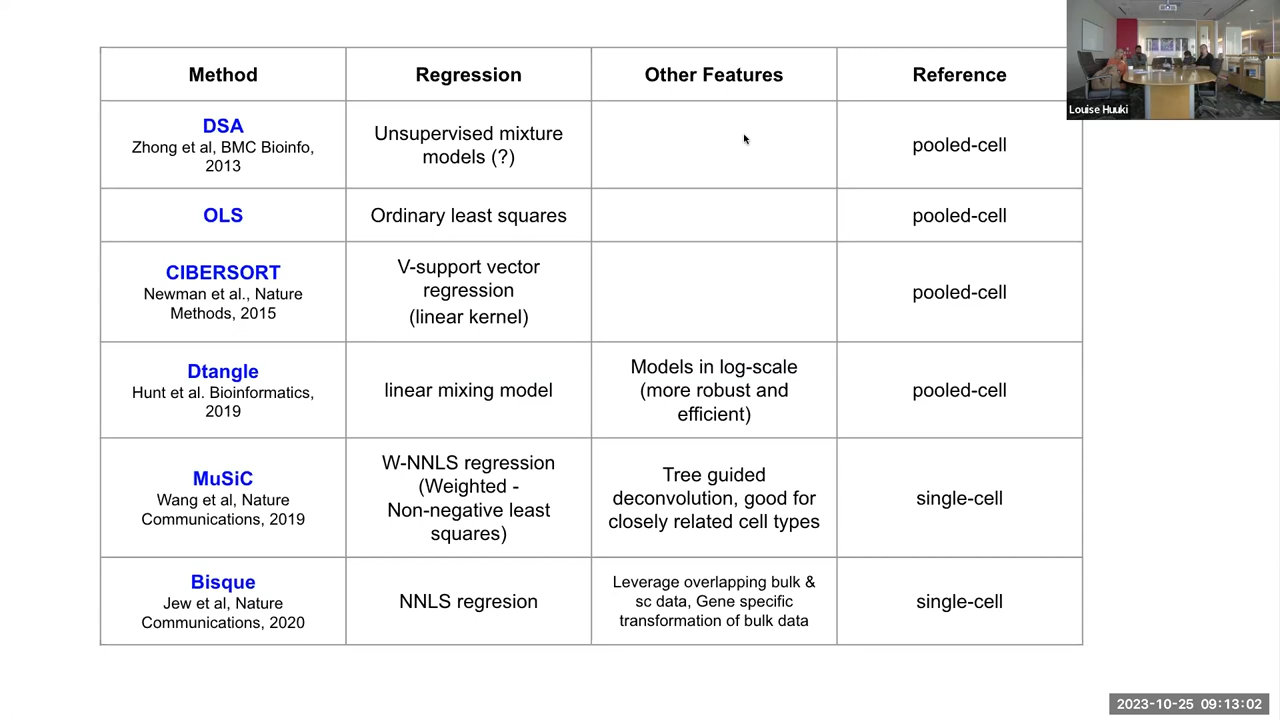 Method
Regression
Other Features
Reference
DSA
Zhong et al, BMC Bioinfo,
2013
Unsupervised mixture
models (?)
pooled-cell
OLS
Ordinary least squares
pooled-cell
CIBERSORT
Newman et al., Nature
Methods, 2015
V-support vector
regression
(linear kernel)
pooled-cell
Dtangle
Hunt et al. Bioinformatics,
2019
linear mixing model
Models in log-scale
(more robust and
efficient)
pooled-cell
MuSiC
Wang et al, Nature
Communications, 2019
W-NNLS regression
(Weighted -
Non-negative least
squares)
Tree guided
deconvolution, good for
closely related cell types
single-cell
Bisque
Jew et al, Nature
Communications, 2020
NNLS regresion
Leverage overlapping bulk &
sc data, Gene specific
transformation of bulk data
single-cell
Louise Huuki
2023-10-25 09:13:02